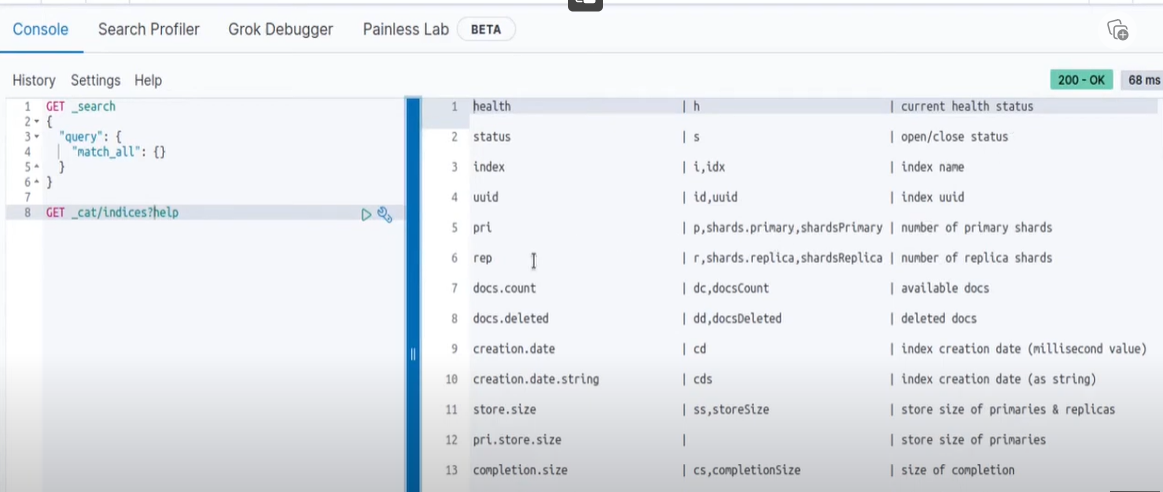 Console Search Profiler Grok Debugger Painless Lab BETA
History Settings Help 200 - OK 68 ms
1 GET _search
2 {
3 "query": {
4 "match_all": {}
5 }
6 }
7
8 GET _cat/indices?help
1 health | h | current health status
2 status | s | open/close status
3 index | i,idx | index name
4 uuid | id,uuid | index uuid
5 pri | p,shards.primary,shardsPrimary | number of primary shards
6 rep | r,shards.replica,shardsReplica | number of replica shards
7 docs.count | dc,docsCount | available docs
8 docs.deleted | dd,docsDeleted | deleted docs
9 creation.date | cd | index creation date (millisecond value)
10 creation.date.string | cds | index creation date (as string)
11 store.size | ss,storeSize | store size of primaries & replicas
12 pri.store.size | | store size of primaries
13 completion.size | cs,completionSize | size of completion